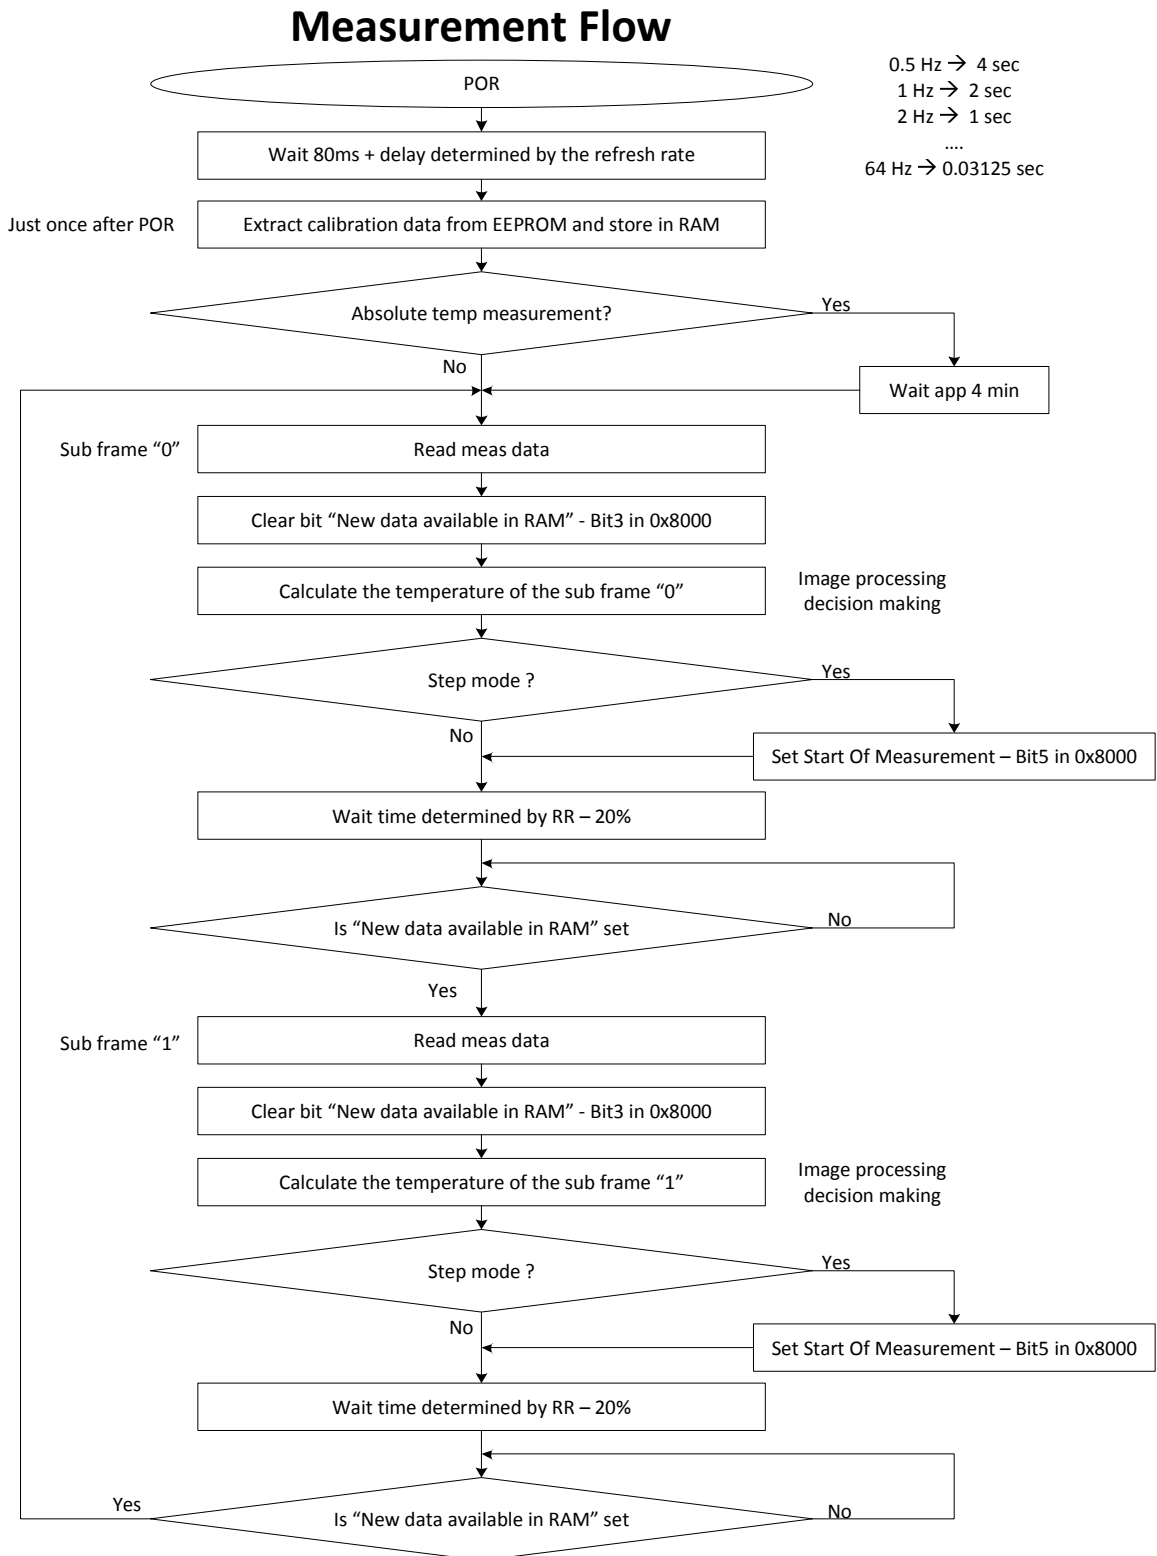 Measurement Flow
0.5 Hz → 4 sec
1 Hz → 2 sec
2 Hz → 1 sec
....
64 Hz → 0.03125 sec
POR
Wait 80ms + delay determined by the refresh rate
Just once after POR
Extract calibration data from EEPROM and store in RAM
Absolute temp measurement?
Yes
No
Wait app 4 min
Sub frame “0”
Read meas data
Clear bit “New data available in RAM” - Bit3 in 0x8000
Calculate the temperature of the sub frame “0”
Image processing
decision making
Step mode ?
Yes
No
Set Start Of Measurement – Bit5 in 0x8000
Wait time determined by RR – 20%
Is “New data available in RAM” set
No
Yes
Sub frame “1”
Read meas data
Clear bit “New data available in RAM” - Bit3 in 0x8000
Calculate the temperature of the sub frame “1”
Image processing
decision making
Step mode ?
Yes
No
Set Start Of Measurement – Bit5 in 0x8000
Wait time determined by RR – 20%
Yes
Is “New data available in RAM” set
No